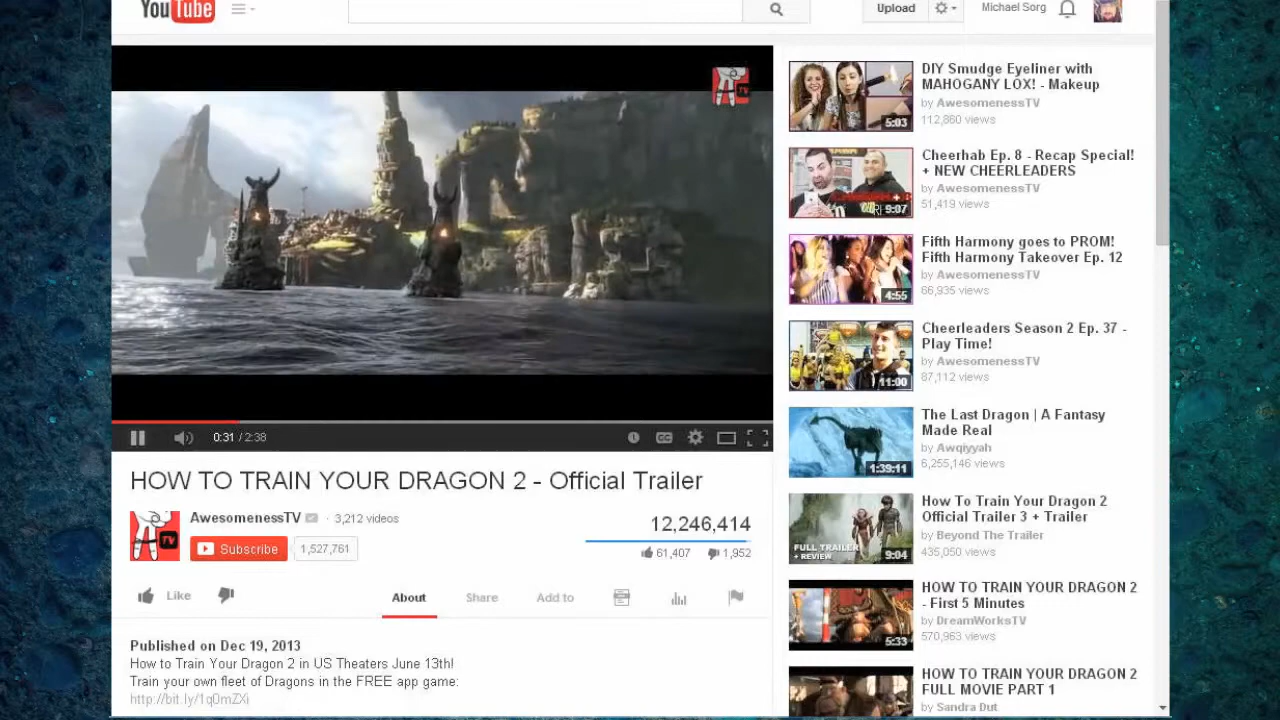 YouTube
Upload
Michael Sorg
TV
0:31 / 2:38
CC
HOW TO TRAIN YOUR DRAGON 2 - Official Trailer
AwesomenessTV · 3,212 videos
TV
Subscribe 1,527,761
12,246,414
61,407 1,952
Like
About Share Add to
Published on Dec 19, 2013
How to Train Your Dragon 2 in US Theaters June 13th!
Train your own fleet of Dragons in the FREE app game:
http://bit.ly/1q0mZXi
5:03
DIY Smudge Eyeliner with
MAHOGANY LOX! - Makeup
by AwesomenessTV
112,860 views
9:07
Cheerhab Ep. 8 - Recap Special!
+ NEW CHEERLEADERS
by AwesomenessTV
51,419 views
4:55
Fifth Harmony goes to PROM!
Fifth Harmony Takeover Ep. 12
by AwesomenessTV
66,935 views
11:00
Cheerleaders Season 2 Ep. 37 -
Play Time!
by AwesomenessTV
87,112 views
1:39:11
The Last Dragon | A Fantasy
Made Real
by Awqiyyah
6,255,146 views
FULL TRAILER
+ REVIEW
9:04
How To Train Your Dragon 2
Official Trailer 3 + Trailer
by Beyond The Trailer
435,050 views
5:33
HOW TO TRAIN YOUR DRAGON 2
- First 5 Minutes
by DreamWorksTV
570,963 views
HOW TO TRAIN YOUR DRAGON 2
FULL MOVIE PART 1
by Sandra Dut